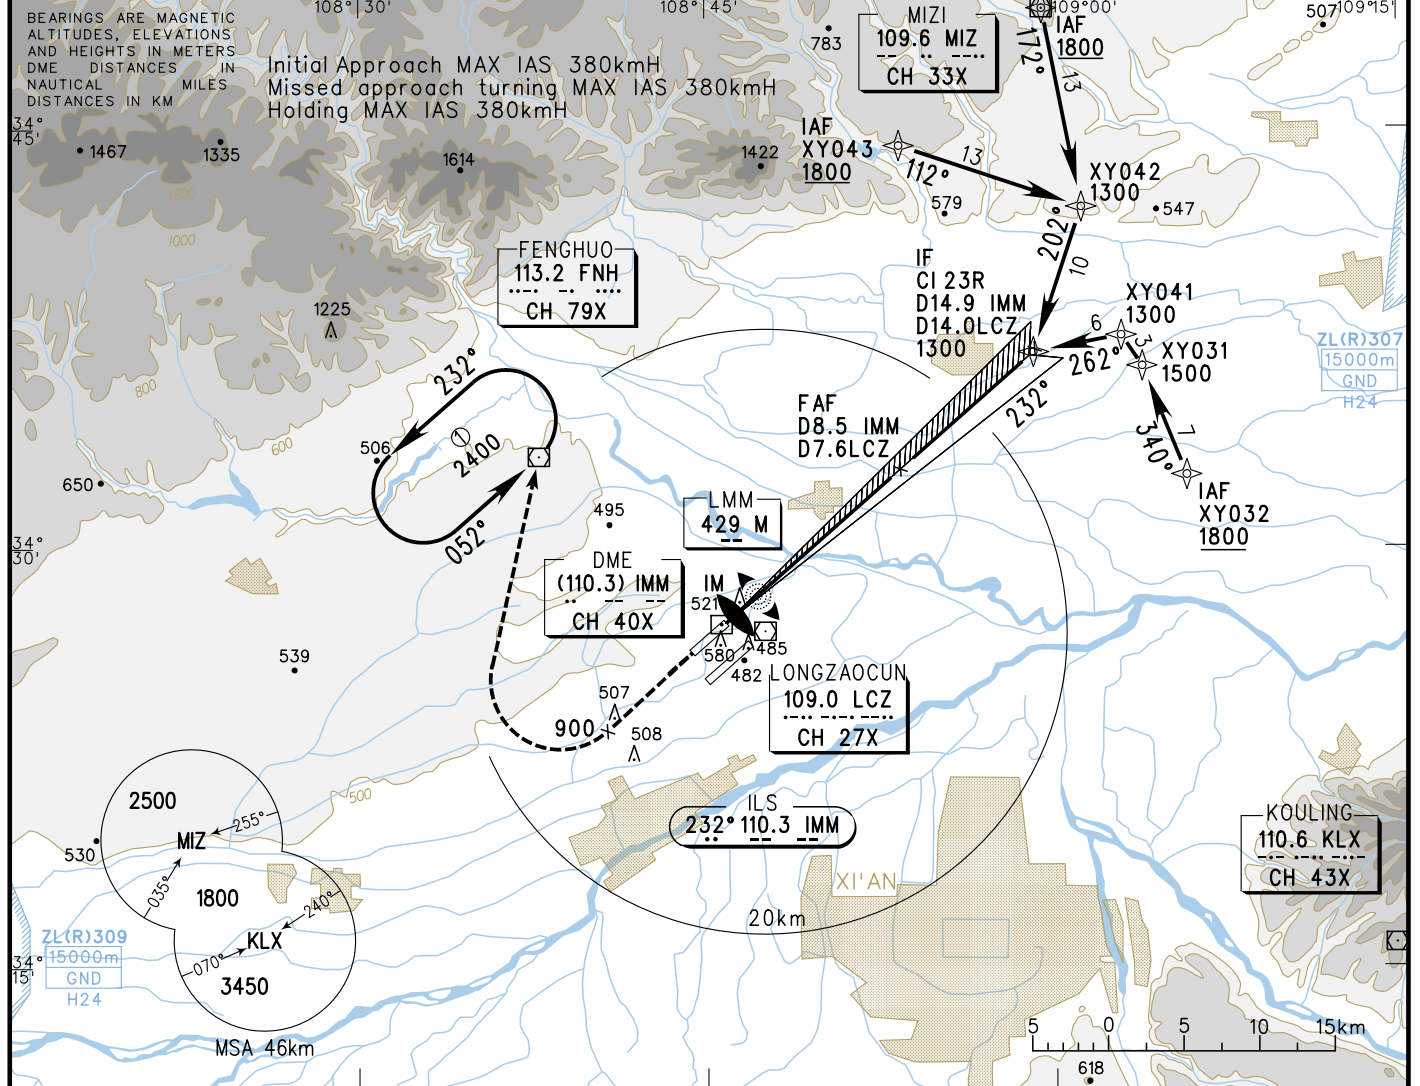 BEARINGS ARE MAGNETIC
ALTITUDES, ELEVATIONS
AND HEIGHTS IN METERS
DME DISTANCES IN
NAUTICAL MILES
DISTANCES IN KM
108°30'
108°45'
109°00'
109°15'
Initial Approach MAX IAS 380kmH
Missed approach turning MAX IAS 380kmH
Holding MAX IAS 380kmH
MIZI
109.6 MIZ
CH 33X
IAF
1800
172°
13
507
783
34°
45'
1467
1335
1614
1422
1200
1000
IAF
XY043
1800
112°
13
579
XY042
1300
547
202°
10
FENGHUO
113.2 FNH
CH 79X
1225
IF
CI 23R
D14.9 IMM
D14.0LCZ
1300
XY041
1300
6
3
262°
XY031
1500
ZL(R)307
15000m
GND
H24
232°
800
600
506
1
2400
052°
650
FAF
D8.5 IMM
D7.6LCZ
232°
340°
7
IAF
XY032
1800
495
LMM
429 M
34°
30'
DME
(110.3) IMM
CH 40X
IM
521
580
485
482
539
LONGZAOCUN
109.0 LCZ
CH 27X
507
900
508
500
2500
MIZ
255°
035°
1800
240°
KLX
070°
3450
MSA 46km
530
ILS
232° 110.3 IMM
XI'AN
20km
KOULING
110.6 KLX
CH 43X
ZL(R)309
15000m
GND
H24
34°
15'
5 0 5 10 15km
618